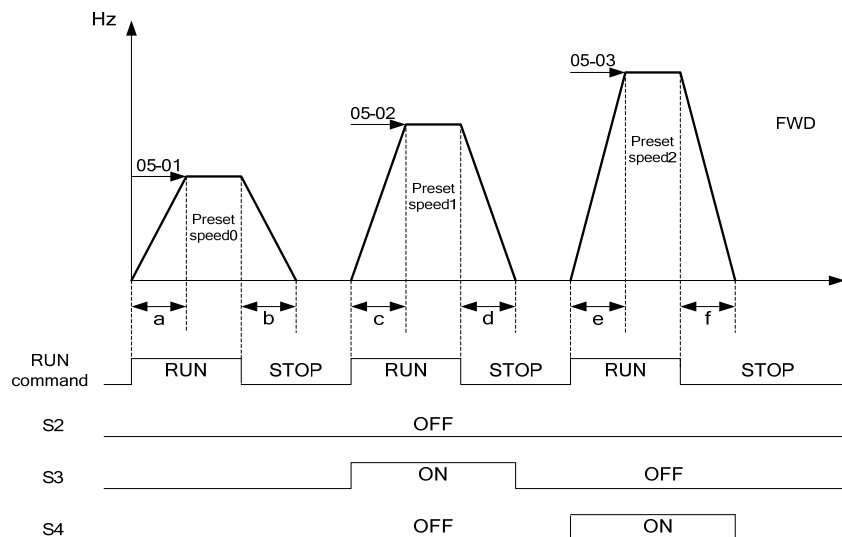 Hz
05-03
05-02
FWD
Preset
speed2
Preset
speed1
05-01
Preset
speed0
a
b
c
d
e
f
RUN
command
RUN
STOP
RUN
STOP
RUN
STOP
S2
OFF
S3
ON
OFF
S4
OFF
ON